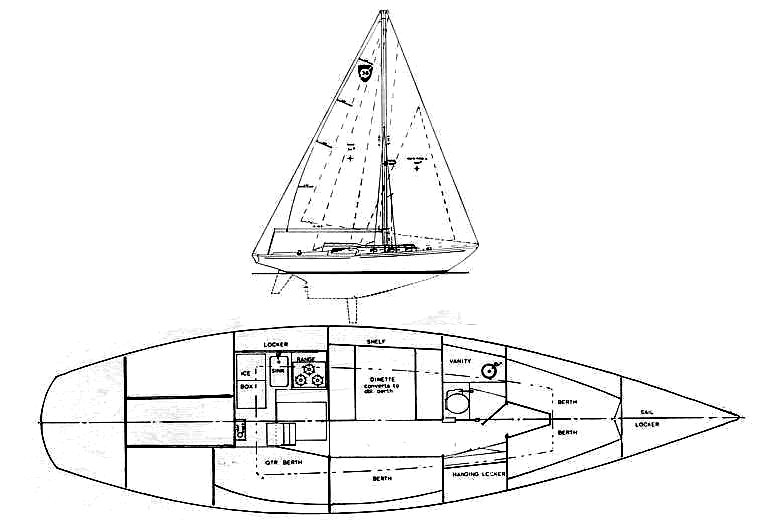 LOCKER
SHELF
ICE
BOX
SINK
RANGE
DINETTE
converts to
dbl berth
VANITY
BERTH
BERTH
SAIL
LOCKER
QTR BERTH
BERTH
HANGING LOCKER